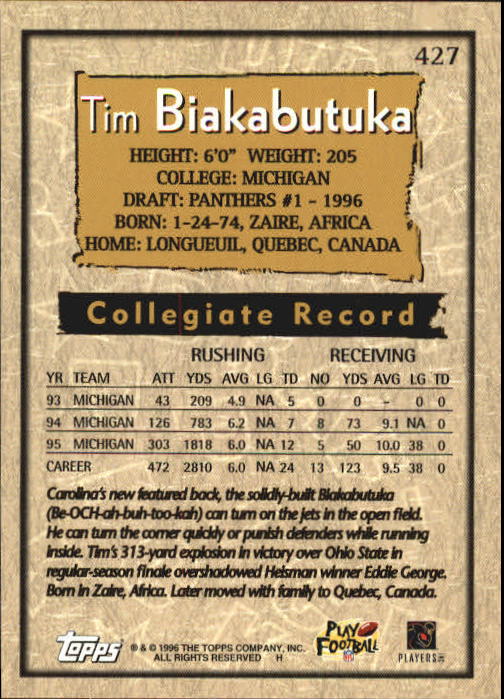 427
Tim Biakabutuka
HEIGHT: 6'0" WEIGHT: 205
COLLEGE: MICHIGAN
DRAFT: PANTHERS #1 - 1996
BORN: 1-24-74, ZAIRE, AFRICA
HOME: LONGUEUIL, QUEBEC, CANADA
Collegiate Record
RUSHING RECEIVING
YR TEAM ATT YDS AVG LG TD NO YDS AVG LG TD
93 MICHIGAN 43 209 4.9 NA 5 0 0 - 0 0
94 MICHIGAN 126 783 6.2 NA 7 8 73 9.1 NA 0
95 MICHIGAN 303 1818 6.0 NA 12 5 50 10.0 38 0
CAREER 472 2810 6.0 NA 24 13 123 9.5 38 0
Carolina's new featured back, the solidly-built Biakabutuka
(Be-OCH-ah-buh-too-kah) can turn on the jets in the open field.
He can turn the corner quickly or punish defenders while running
inside. Tim's 313-yard explosion in victory over Ohio State in
regular-season finale overshadowed Heisman winner Eddie George.
Born in Zaire, Africa. Later moved with family to Quebec, Canada.
Topps
® & © 1996 THE TOPPS COMPANY, INC.
ALL RIGHTS RESERVED H
PLAY
FOOTBALL
NFL
PLAYERS INC